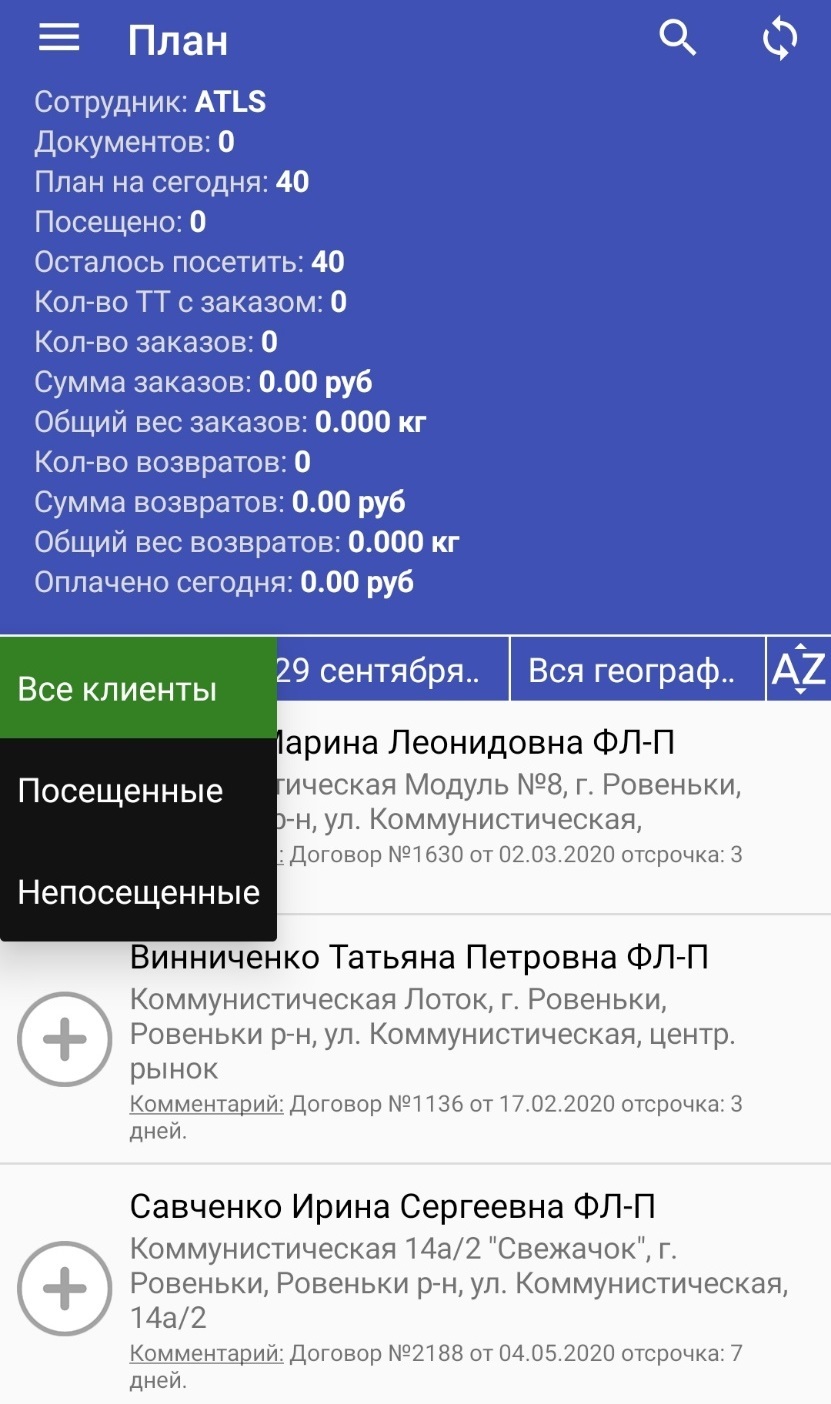 План
Сотрудник: ATLS
Документов: 0
План на сегодня: 40
Посещено: 0
Осталось посетить: 40
Кол-во ТТ с заказом: 0
Кол-во заказов: 0
Сумма заказов: 0.00 руб
Общий вес заказов: 0.000 кг
Кол-во возвратов: 0
Сумма возвратов: 0.00 руб
Общий вес возвратов: 0.000 кг
Оплачено сегодня: 0.00 руб
Все клиенты
29 сентября..
Вся географ..
AZ
Посещенные
Непосещенные
Марина Леонидовна ФЛ-П
тическая Модуль №8, г. Ровеньки,
р-н, ул. Коммунистическая,
: Договор №1630 от 02.03.2020 отсрочка: 3
Винниченко Татьяна Петровна ФЛ-П
Коммунистическая Лоток, г. Ровеньки,
Ровеньки р-н, ул. Коммунистическая, центр.
рынок
Комментарий: Договор №1136 от 17.02.2020 отсрочка: 3
дней.
Савченко Ирина Сергеевна ФЛ-П
Коммунистическая 14а/2 "Свежачок", г.
Ровеньки, Ровеньки р-н, ул. Коммунистическая,
14а/2
Комментарий: Договор №2188 от 04.05.2020 отсрочка: 7
дней.